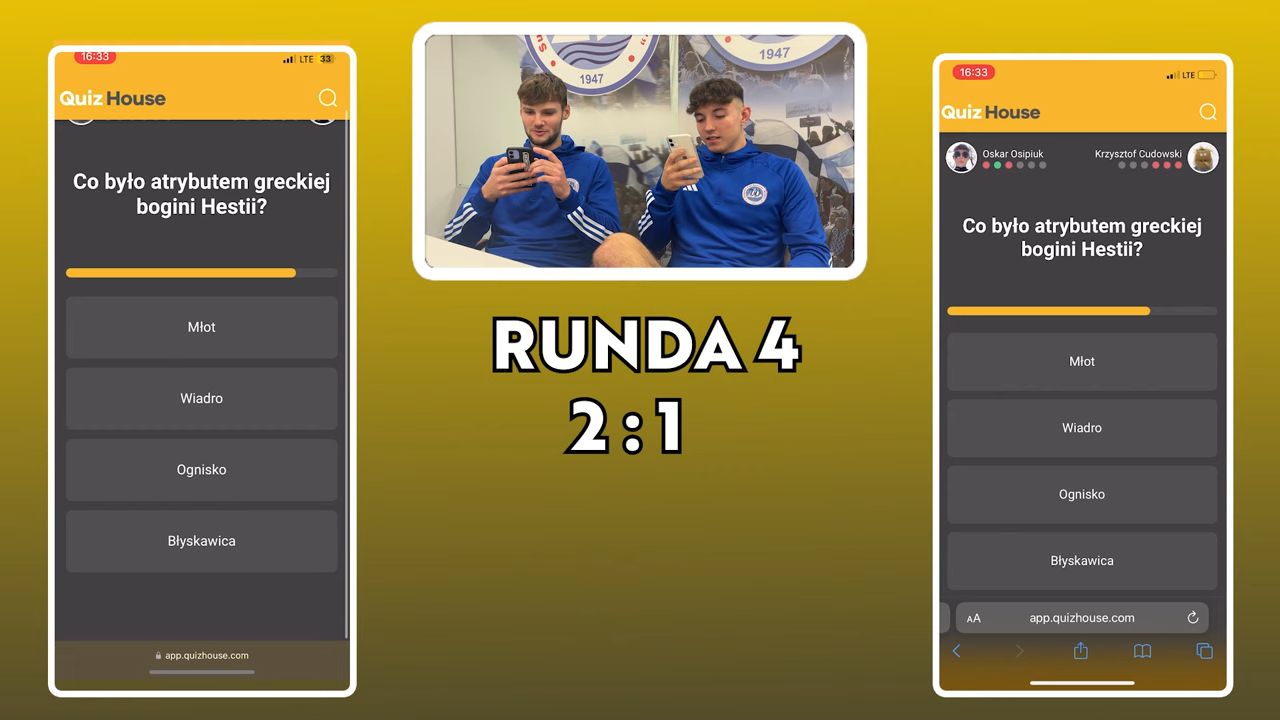 16:33
LTE 33
Quiz House
Co było atrybutem greckiej
bogini Hestii?
Młot
Wiadro
Ognisko
Błyskawica
app.quizhouse.com
1947
1947
RUNDA 4
2 : 1
16:33
LTE
Quiz House
Oskar Osipiuk
Krzysztof Cudowski
Co było atrybutem greckiej
bogini Hestii?
Młot
Wiadro
Ognisko
Błyskawica
AA app.quizhouse.com